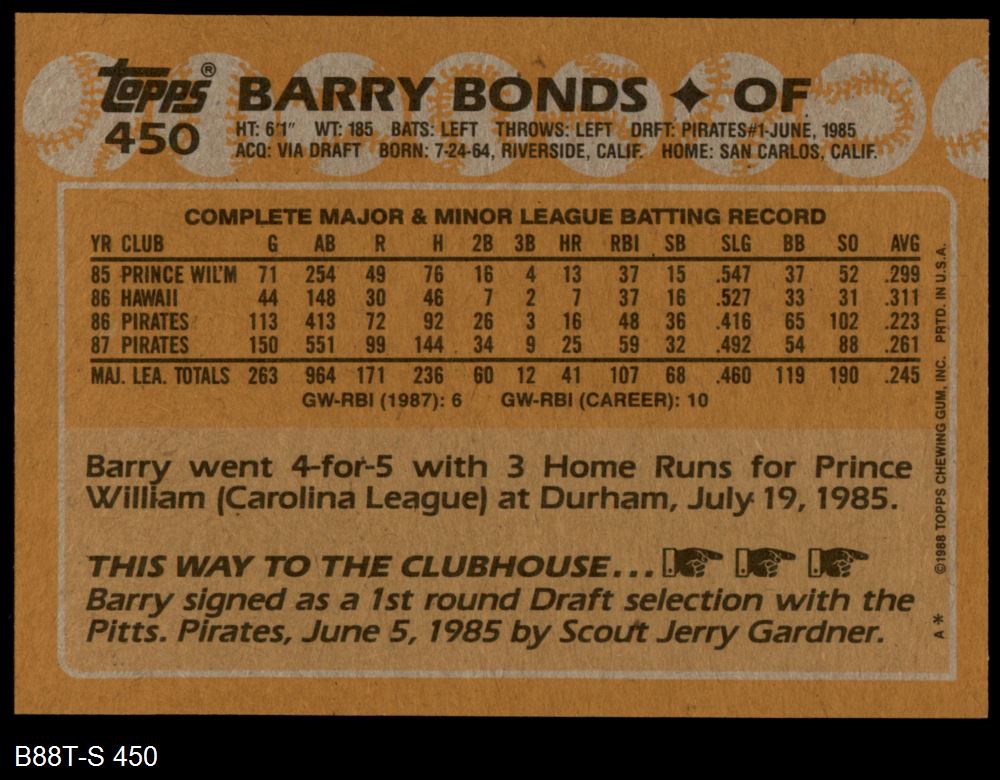 topps® BARRY BONDS ✦ OF
450 HT: 6'1" WT: 185 BATS: LEFT THROWS: LEFT DRFT: PIRATES#1-JUNE, 1985
ACQ: VIA DRAFT BORN: 7-24-64, RIVERSIDE, CALIF. HOME: SAN CARLOS, CALIF.
COMPLETE MAJOR & MINOR LEAGUE BATTING RECORD
YR CLUB G AB R H 2B 3B HR RBI SB SLG BB SO AVG
85 PRINCE WIL'M 71 254 49 76 16 4 13 37 15 .547 37 52 .299
86 HAWAII 44 148 30 46 7 2 7 37 16 .527 33 31 .311
86 PIRATES 113 413 72 92 26 3 16 48 36 .416 65 102 .223
87 PIRATES 150 551 99 144 34 9 25 59 32 .492 54 88 .261
MAJ. LEA. TOTALS 263 964 171 236 60 12 41 107 68 .460 119 190 .245
GW-RBI (1987): 6 GW-RBI (CAREER): 10
Barry went 4-for-5 with 3 Home Runs for Prince
William (Carolina League) at Durham, July 19, 1985.
THIS WAY TO THE CLUBHOUSE...
Barry signed as a 1st round Draft selection with the
Pitts. Pirates, June 5, 1985 by Scout Jerry Gardner.
A* ©1988 TOPPS CHEWING GUM, INC. PRTD. IN U.S.A.
B88T-S 450